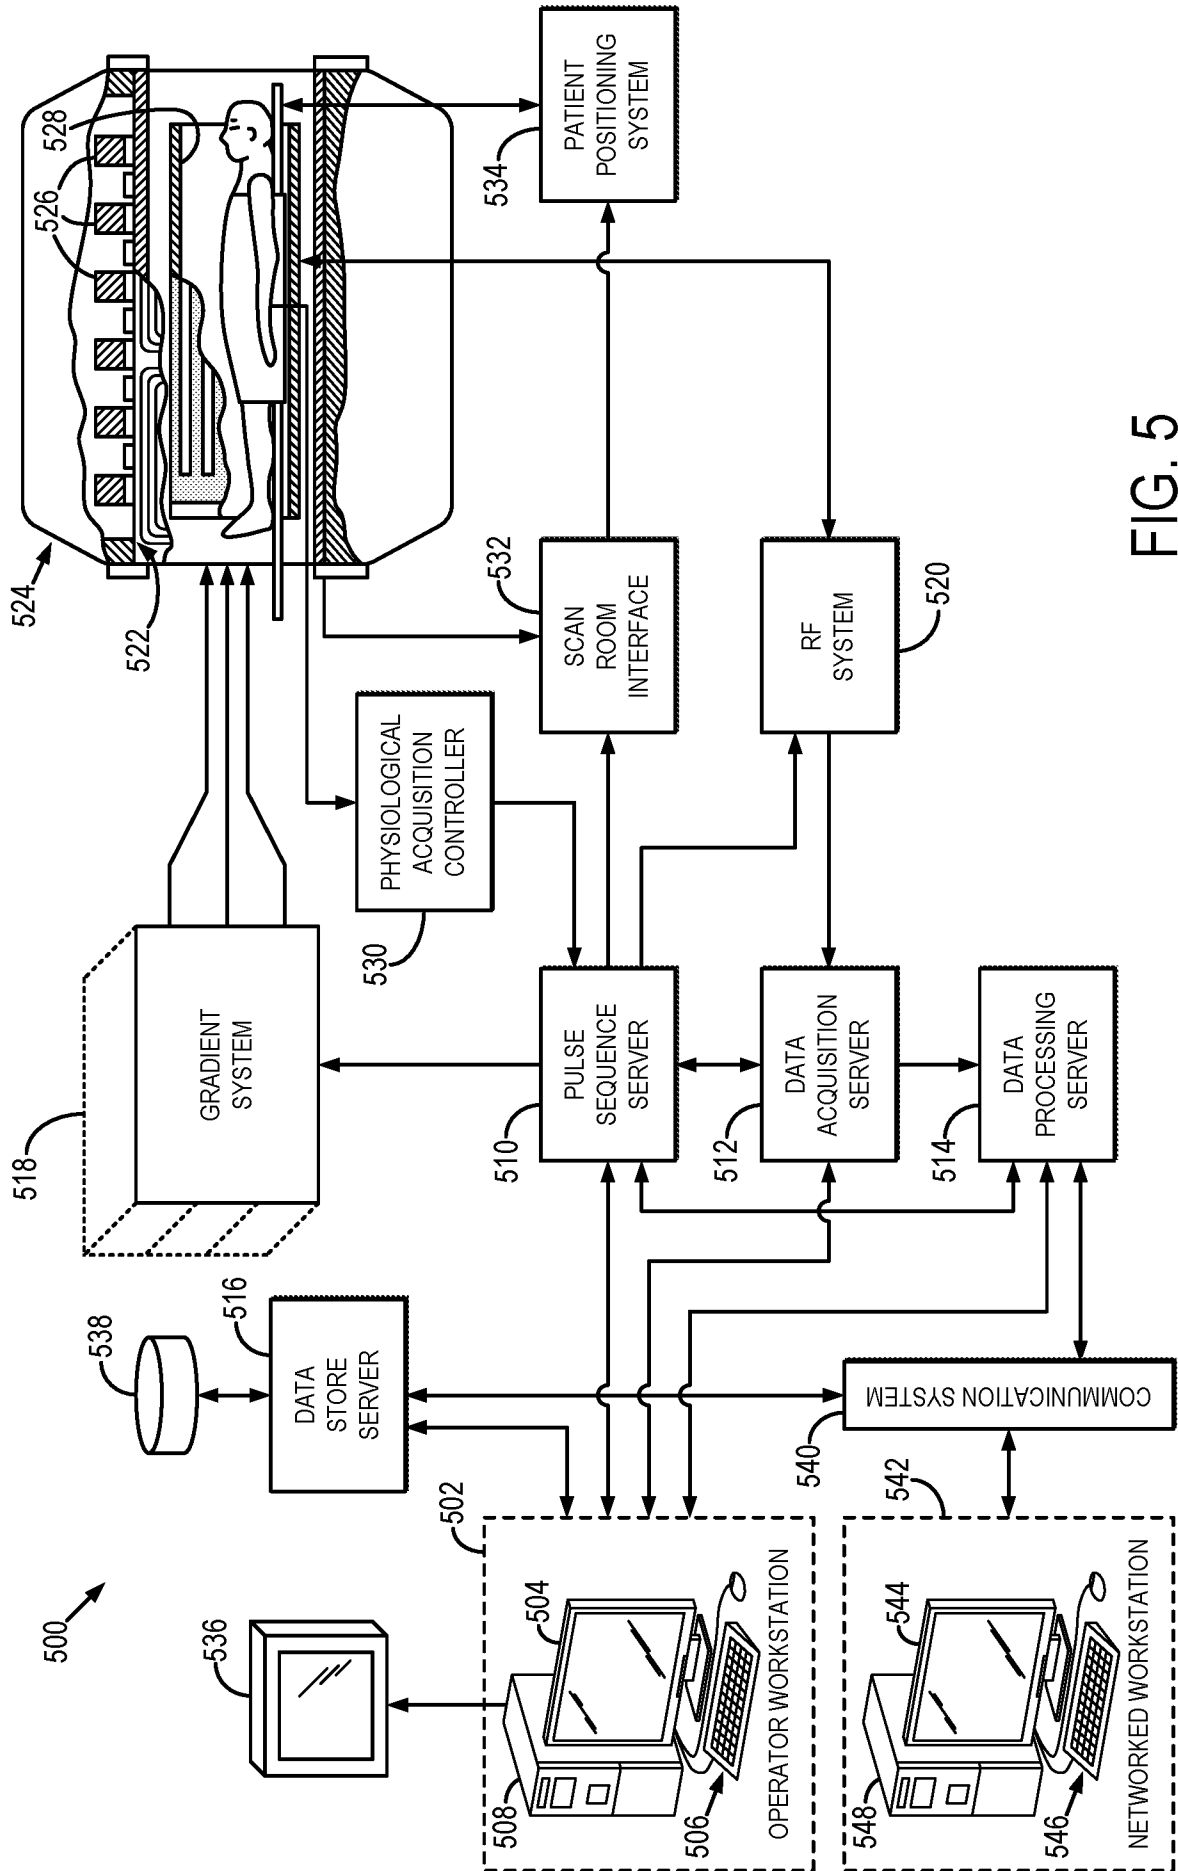 500
536
538
516
DATA
STORE
SERVER
518
GRADIENT
SYSTEM
524
522
526
528
530
PHYSIOLOGICAL
ACQUISITION
CONTROLLER
502
504
508
506
OPERATOR WORKSTATION
510
PULSE
SEQUENCE
SERVER
532
SCAN
ROOM
INTERFACE
534
PATIENT
POSITIONING
SYSTEM
512
DATA
ACQUISITION
SERVER
RF
SYSTEM
520
514
DATA
PROCESSING
SERVER
540
COMMUNICATION SYSTEM
542
544
548
546
NETWORKED WORKSTATION
FIG. 5